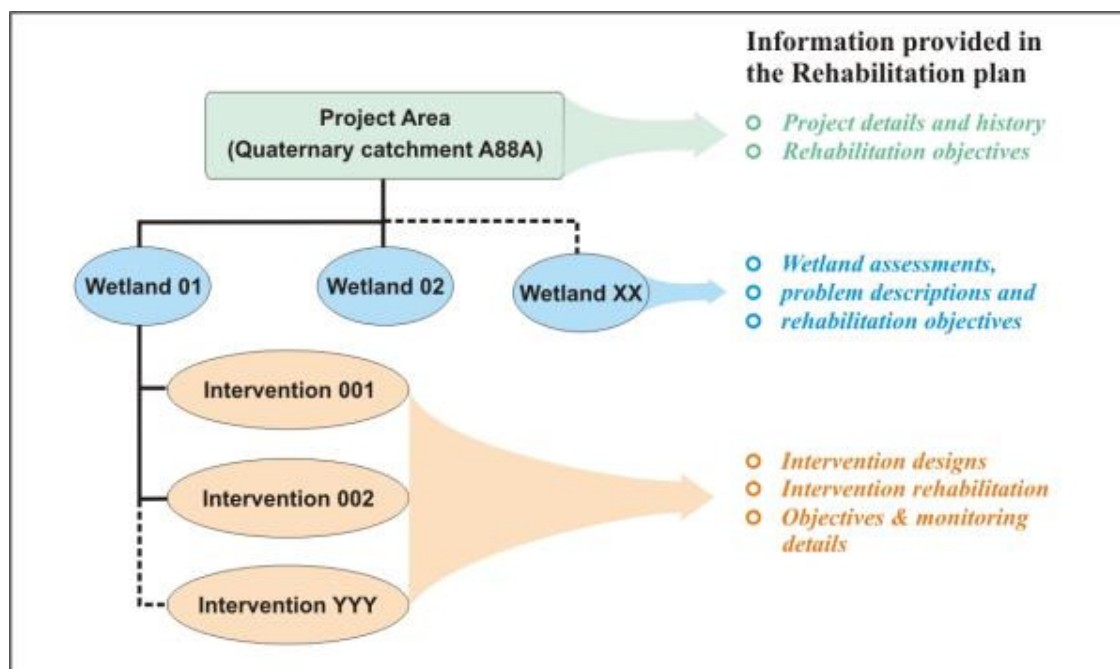 Information provided in
the Rehabilitation plan
Project Area
(Quaternary catchment A88A)
Project details and history
Rehabilitation objectives
Wetland 01
Wetland 02
Wetland XX
Wetland assessments,
problem descriptions and
rehabilitation objectives
Intervention 001
Intervention 002
Intervention YYY
Intervention designs
Intervention rehabilitation
Objectives & monitoring
details